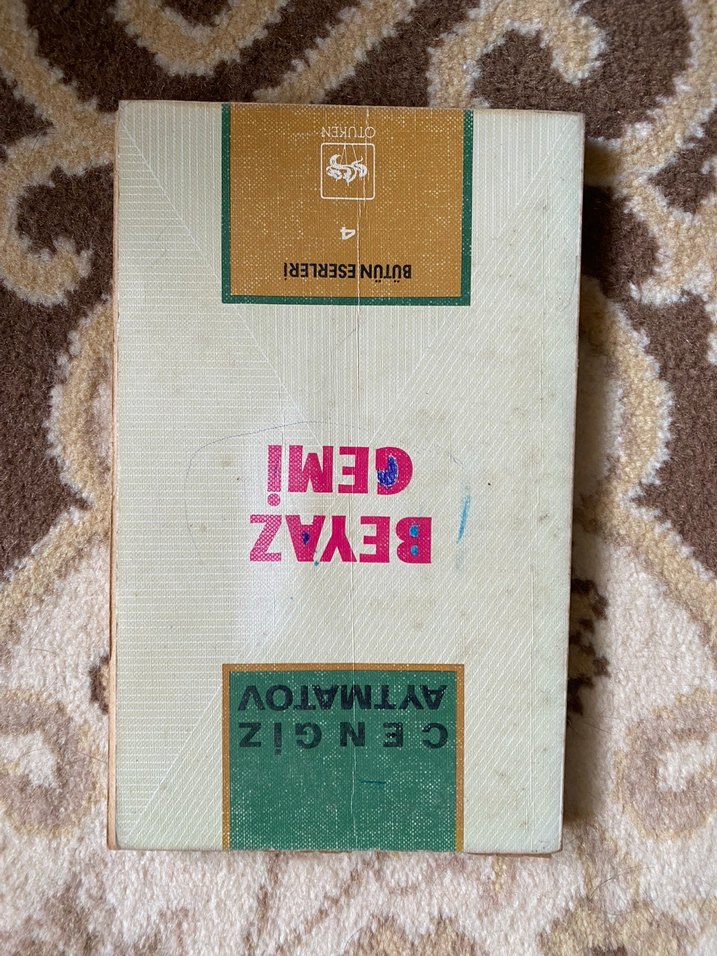 CENGİZ
AYTMATOV
BEYAZ
GEMİ
BÜTÜN ESERLERİ
4
ÖTÜKEN